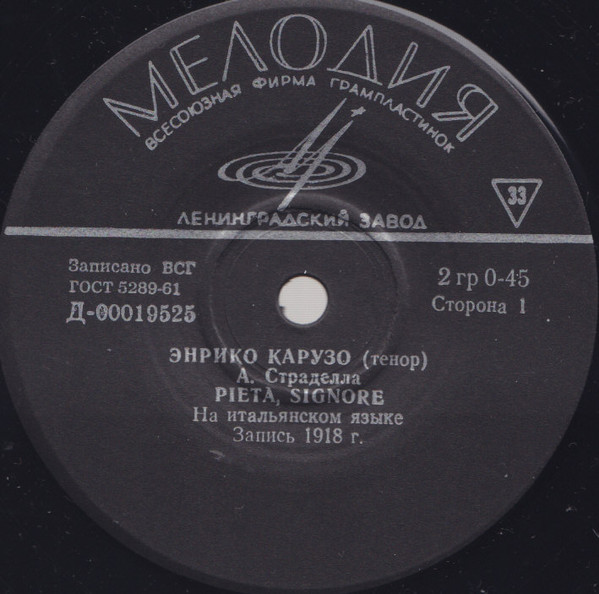 МЕЛОДИЯ
ВСЕСОЮЗНАЯ ФИРМА ГРАМПЛАСТИНОК
33
ЛЕНИНГРАДСКИЙ ЗАВОД
Записано ВСГ
ГОСТ 5289-61
Д-00019525
2 гр 0-45
Сторона 1
ЭНРИКО КАРУЗО (тенор)
А. Страделла
PIETA, SIGNORE
На итальянском языке
Запись 1918 г.